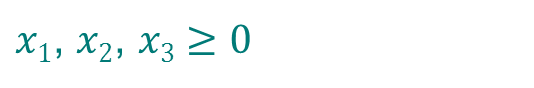 x₁, x₂, x₃ ≥ 0